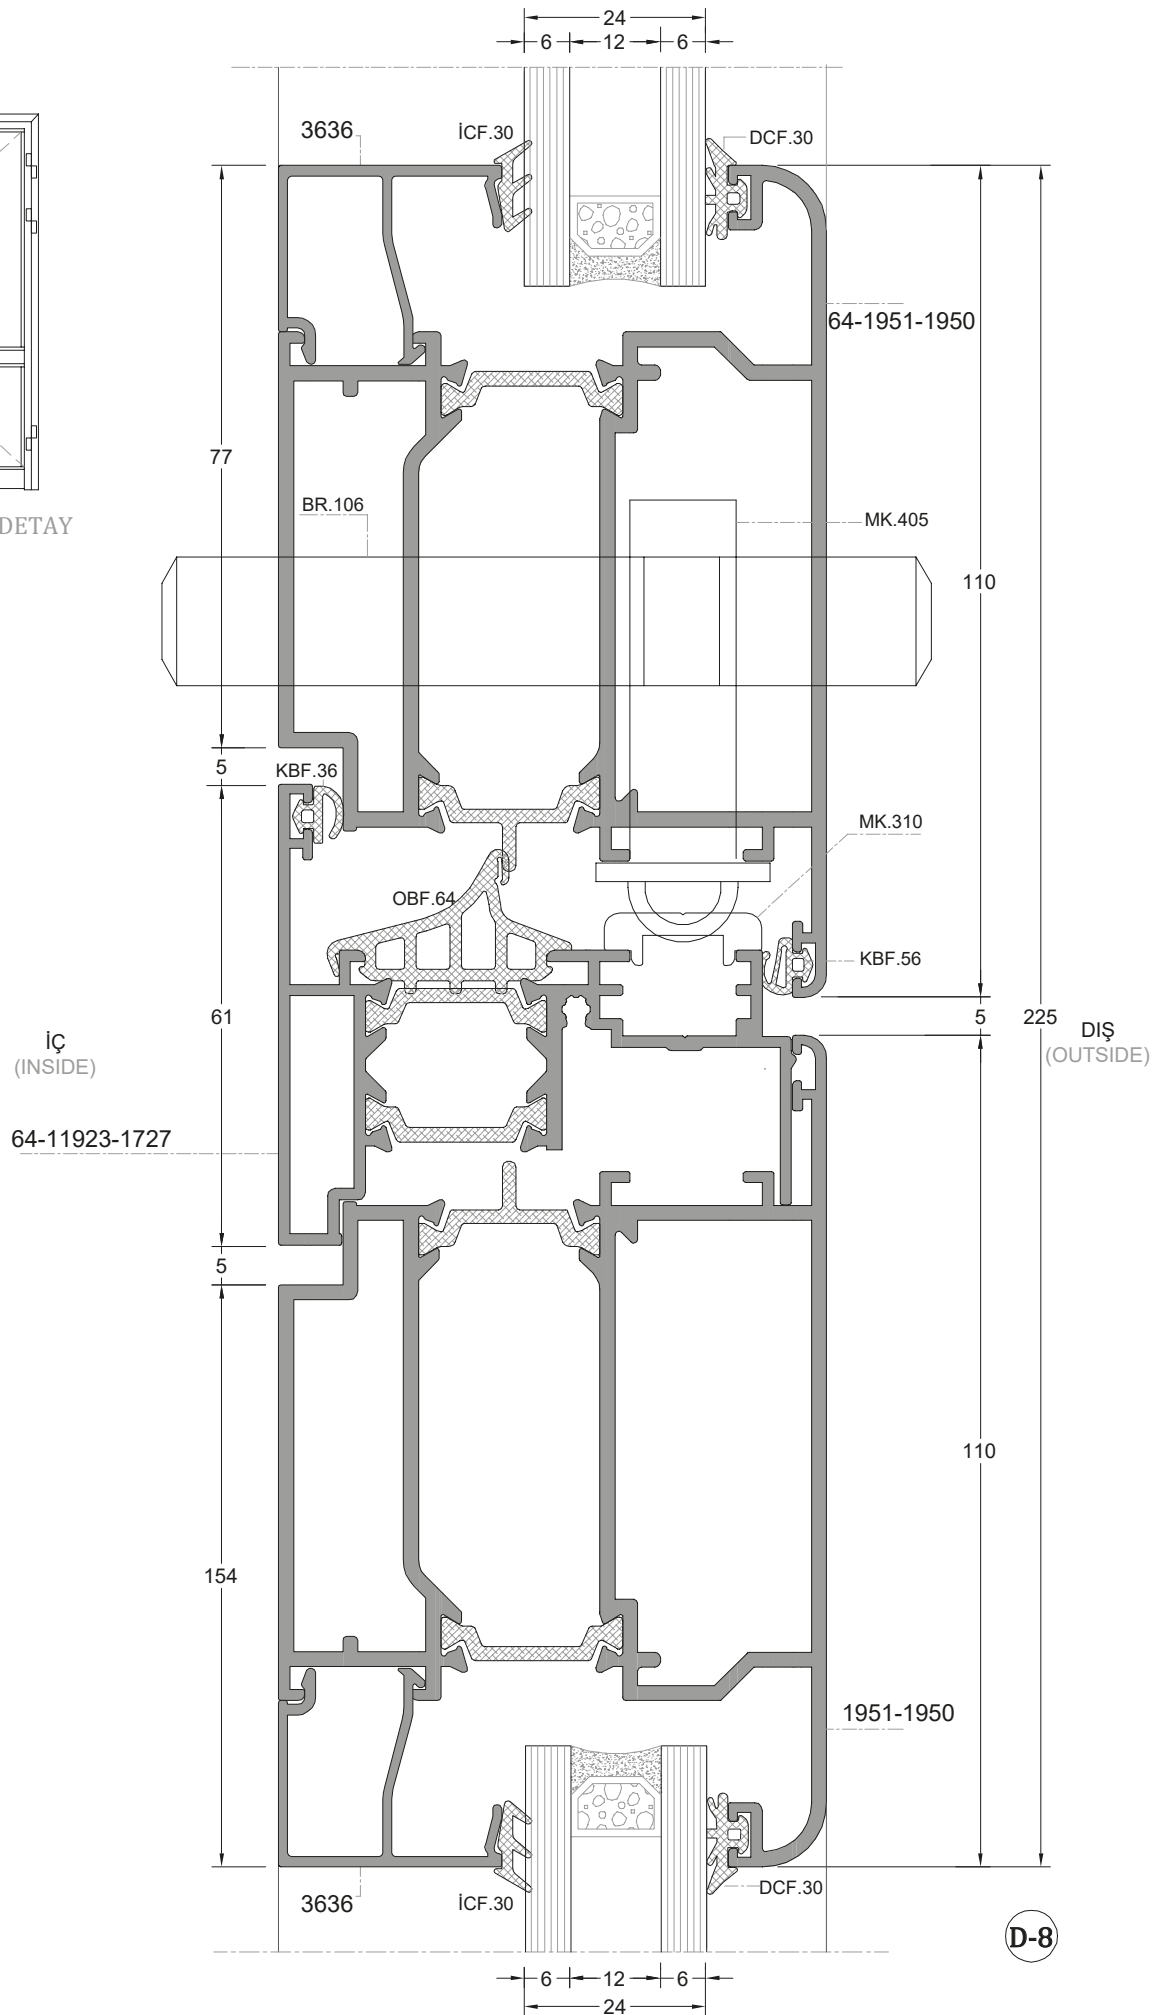 24
6 12 6
3636
İCF.30
DCF.30
64-1951-1950
77
DETAY
BR.106
MK.405
110
5
KBF.36
MK.310
OBF.64
KBF.56
61
5
225
İÇ
(INSIDE)
DIŞ
(OUTSIDE)
64-11923-1727
5
110
154
1951-1950
3636
İCF.30
DCF.30
D-8
6 12 6
24